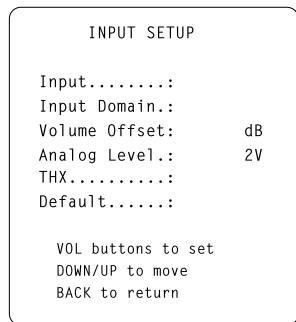 INPUT SETUP
Input........:
Input Domain.:
Volume Offset: dB
Analog Level.: 2V
THX..........:
Default......:
VOL buttons to set
DOWN/UP to move
BACK to return